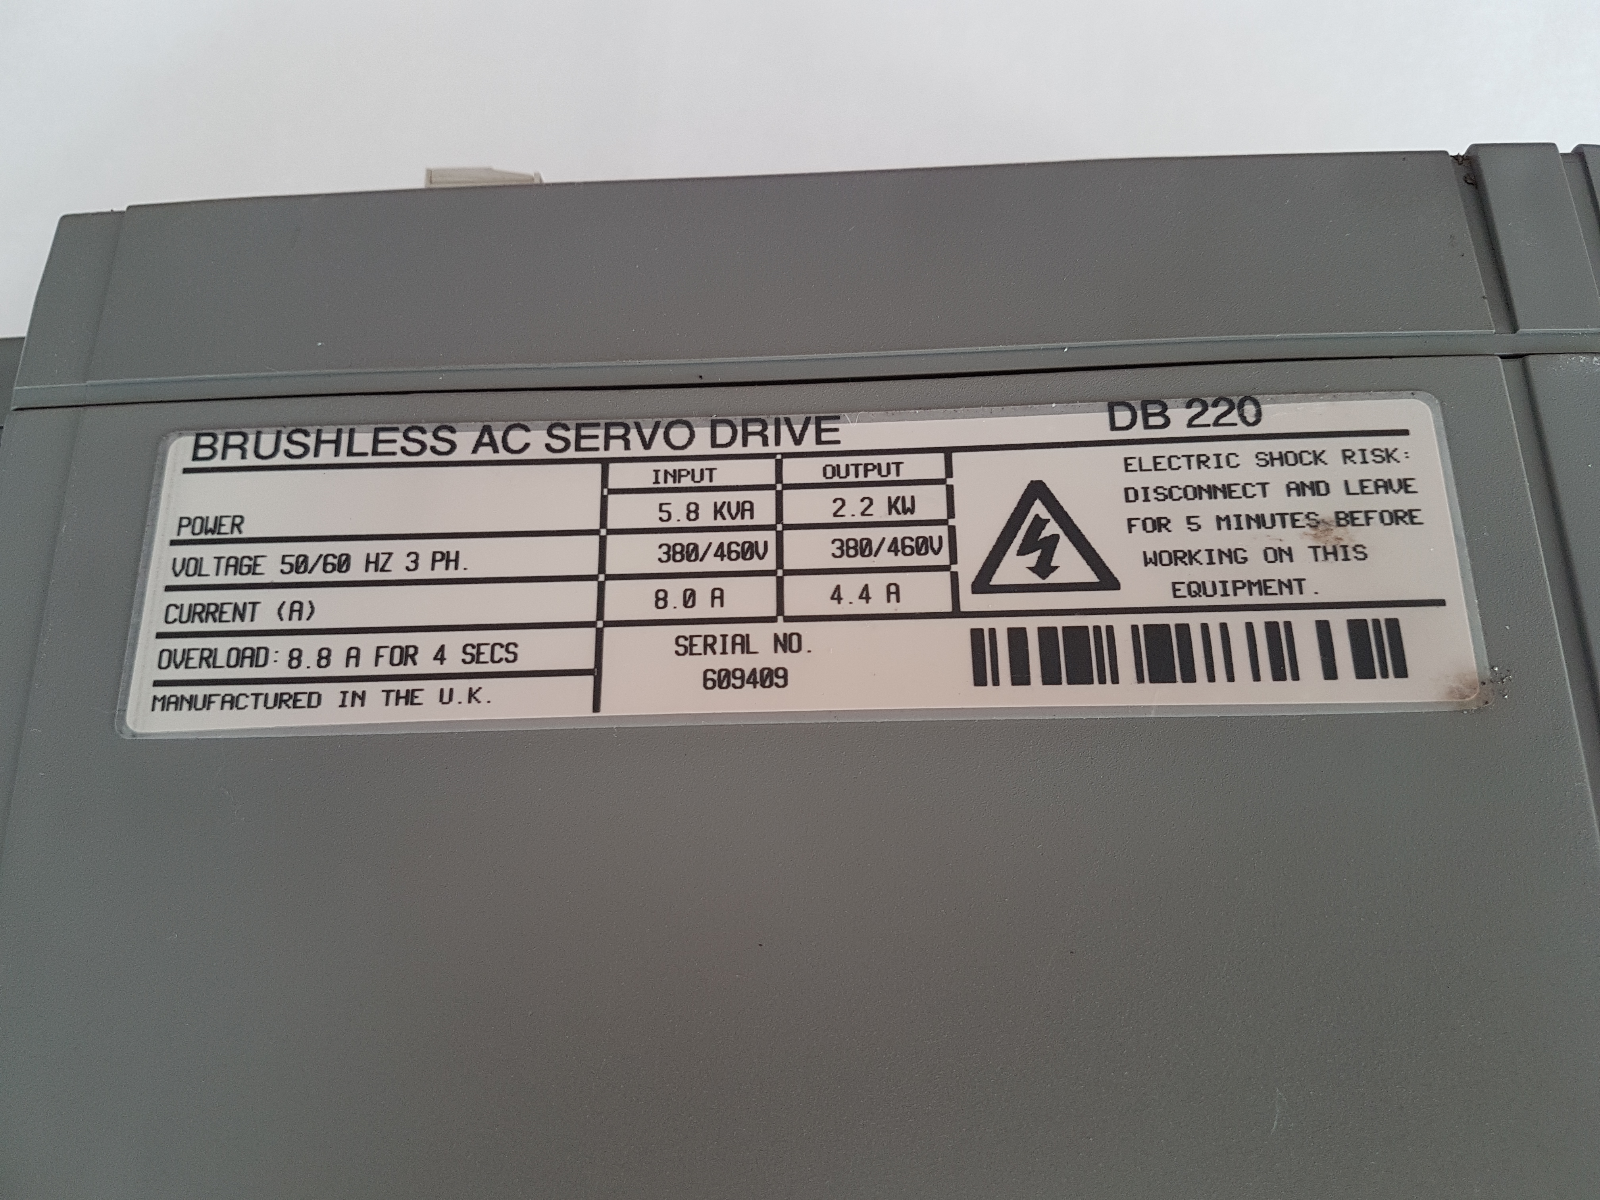 BRUSHLESS AC SERVO DRIVE DB 220
INPUT OUTPUT
POWER 5.8 KVA 2.2 KW
VOLTAGE 50/60 HZ 3 PH. 380/460V 380/460V
CURRENT (A) 8.0 A 4.4 A
OVERLOAD: 8.8 A FOR 4 SECS
MANUFACTURED IN THE U.K.
SERIAL NO.
609409
ELECTRIC SHOCK RISK:
DISCONNECT AND LEAVE
FOR 5 MINUTES BEFORE
WORKING ON THIS
EQUIPMENT.